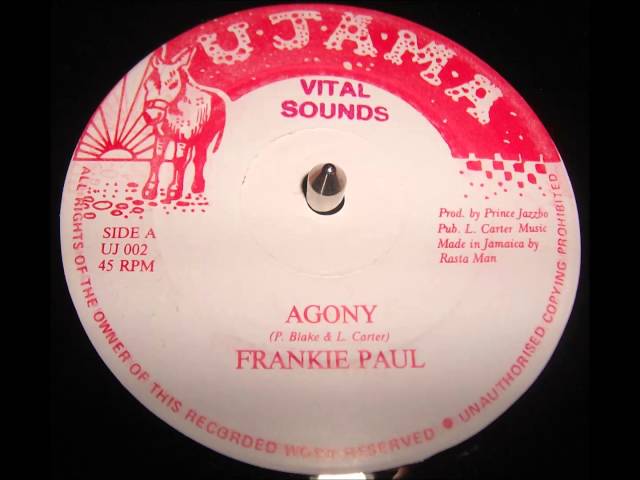 U·J·A·M·A
VITAL
SOUNDS
SIDE A
UJ 002
45 RPM
Prod. by Prince Jazzbo
Pub. L. Carter Music
Made in Jamaica by
Rasta Man
AGONY
(P. Blake & L. Carter)
FRANKIE PAUL
ALL RIGHTS OF THE OWNER OF THIS RECORDED WORK RESERVED • UNAUTHORISED COPYING PROHIBITED